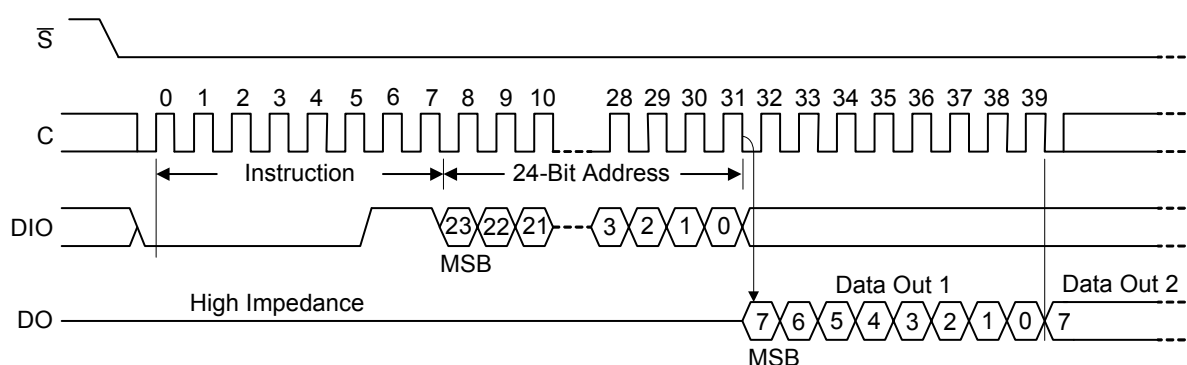 S
0 1 2 3 4 5 6 7 8 9 10 28 29 30 31 32 33 34 35 36 37 38 39
C
Instruction 24-Bit Address
DIO 23 22 21 3 2 1 0
MSB
High Impedance Data Out 1 Data Out 2
DO 7 6 5 4 3 2 1 0 7
MSB